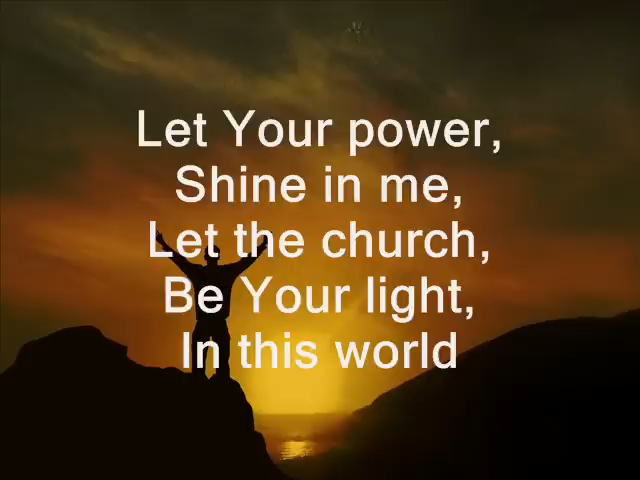 Let Your power,
Shine in me,
Let the church,
Be Your light,
In this world